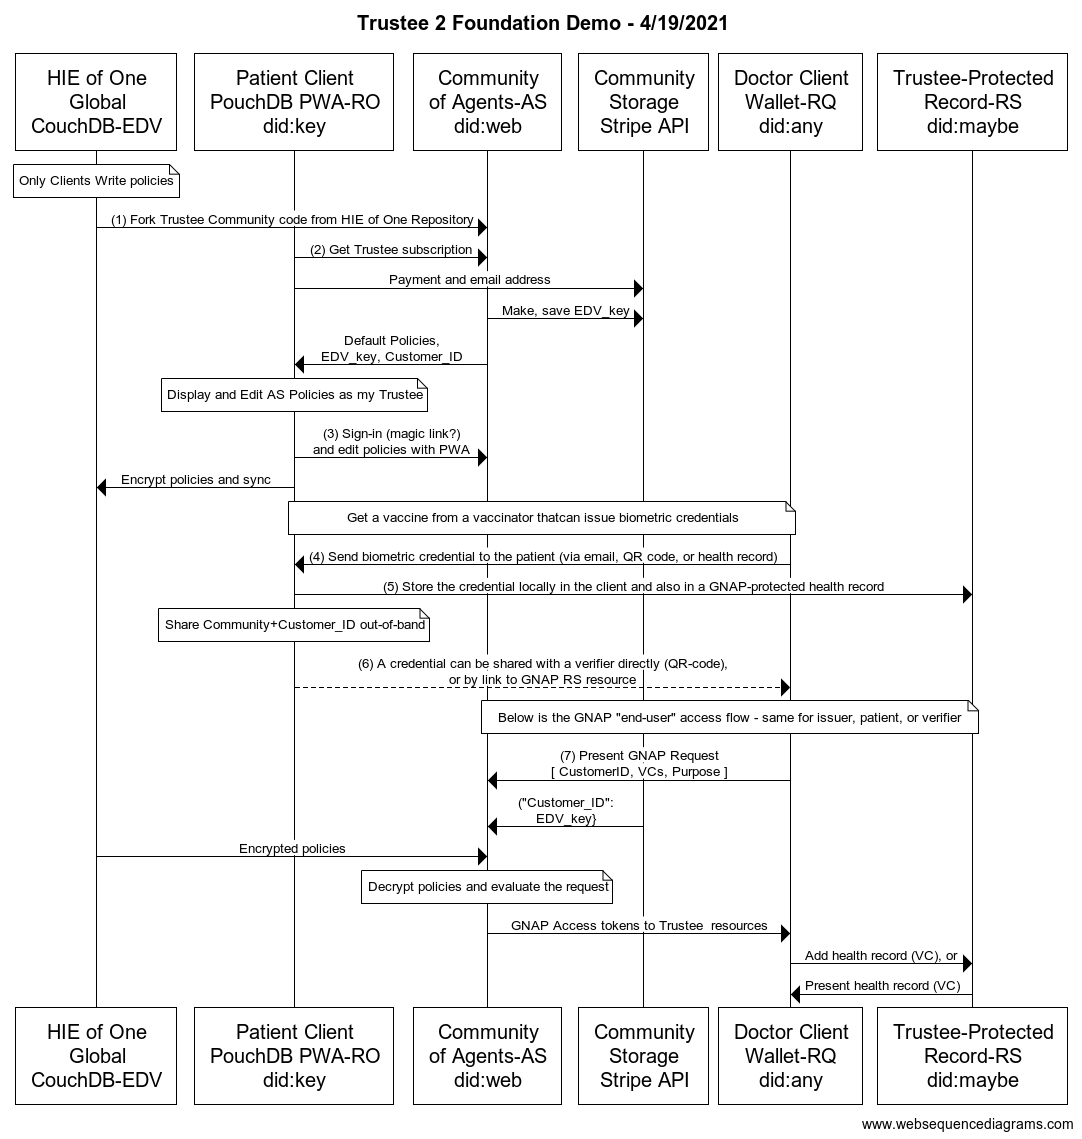 Trustee 2 Foundation Demo - 4/19/2021
HIE of One
Global
CouchDB-EDV
Patient Client
PouchDB PWA-RO
did:key
Community
of Agents-AS
did:web
Community
Storage
Stripe API
Doctor Client
Wallet-RQ
did:any
Trustee-Protected
Record-RS
did:maybe
Only Clients Write policies
(1) Fork Trustee Community code from HIE of One Repository
(2) Get Trustee subscription
Payment and email address
Make, save EDV_key
Default Policies,
EDV_key, Customer_ID
Display and Edit AS Policies as my Trustee
(3) Sign-in (magic link?)
and edit policies with PWA
Encrypt policies and sync
Get a vaccine from a vaccinator thatcan issue biometric credentials
(4) Send biometric credential to the patient (via email, QR code, or health record)
(5) Store the credential locally in the client and also in a GNAP-protected health record
Share Community+Customer_ID out-of-band
(6) A credential can be shared with a verifier directly (QR-code),
or by link to GNAP RS resource
Below is the GNAP "end-user" access flow - same for issuer, patient, or verifier
(7) Present GNAP Request
[ CustomerID, VCs, Purpose ]
("Customer_ID":
EDV_key}
Encrypted policies
Decrypt policies and evaluate the request
GNAP Access tokens to Trustee  resources
Add health record (VC), or
Present health record (VC)
HIE of One
Global
CouchDB-EDV
Patient Client
PouchDB PWA-RO
did:key
Community
of Agents-AS
did:web
Community
Storage
Stripe API
Doctor Client
Wallet-RQ
did:any
Trustee-Protected
Record-RS
did:maybe
www.websequencediagrams.com